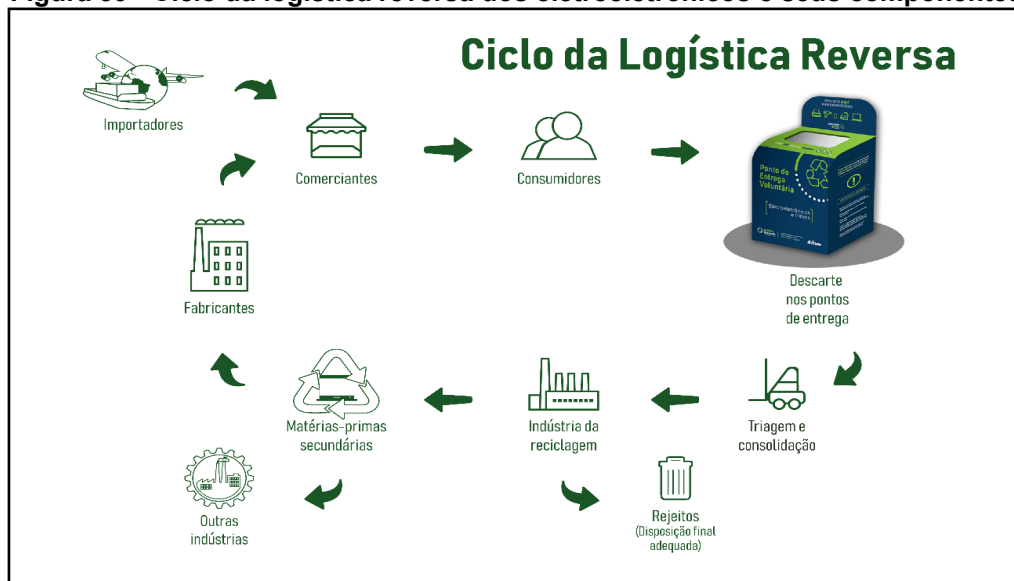 Ciclo da Logística Reversa
Importadores
Comerciantes
Consumidores
Ponto de
Entrega
Voluntária
Eletroeletrônicos
Descarte
nos pontos
de entrega
Fabricantes
Matérias-primas
secundárias
Indústria da
reciclagem
Triagem e
consolidação
Outras
indústrias
Rejeitos
(Disposição final
adequada)